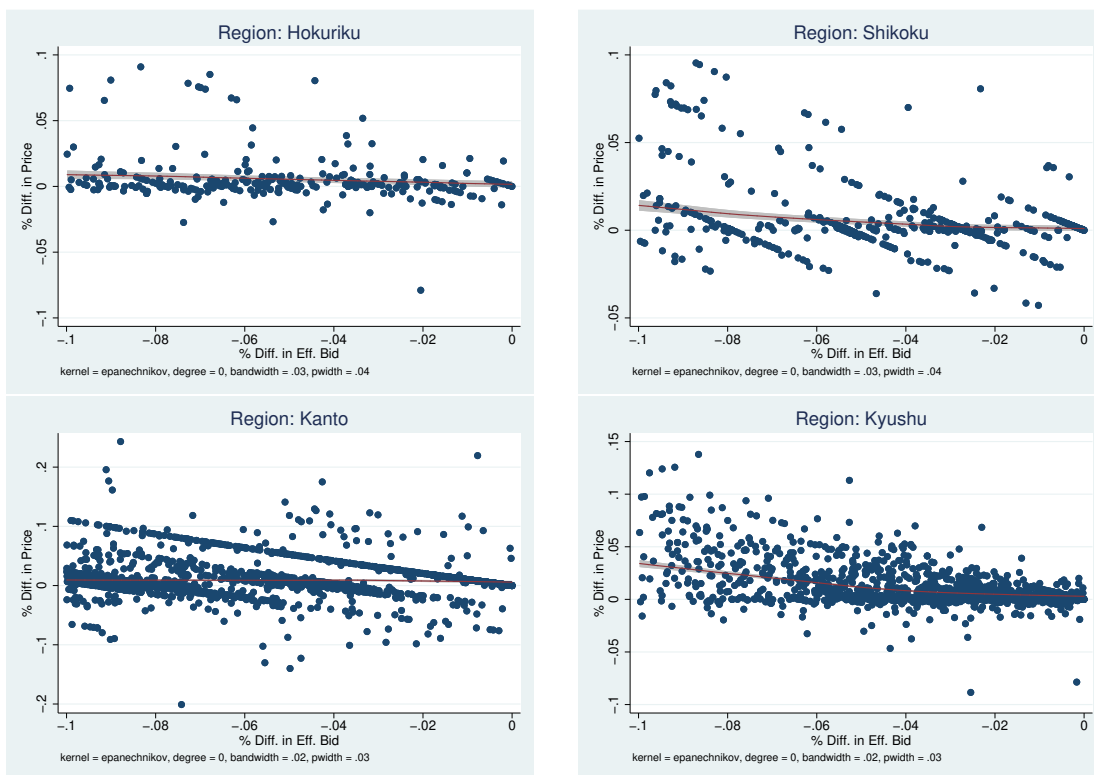 Region: Hokuriku
% Diff. in Price
.1
.05
0
−.05
−.1
−.1
−.08
−.06
−.04
−.02
0
% Diff. in Eff. Bid
kernel = epanechnikov, degree = 0, bandwidth = .03, pwidth = .04
Region: Shikoku
% Diff. in Price
.1
.05
0
−.05
−.1
−.08
−.06
−.04
−.02
0
% Diff. in Eff. Bid
kernel = epanechnikov, degree = 0, bandwidth = .03, pwidth = .04
Region: Kanto
% Diff. in Price
.2
.1
0
−.1
−.2
−.1
−.08
−.06
−.04
−.02
0
% Diff. in Eff. Bid
kernel = epanechnikov, degree = 0, bandwidth = .02, pwidth = .03
Region: Kyushu
% Diff. in Price
.15
.1
.05
0
−.05
−.1
−.1
−.08
−.06
−.04
−.02
0
% Diff. in Eff. Bid
kernel = epanechnikov, degree = 0, bandwidth = .02, pwidth = .03